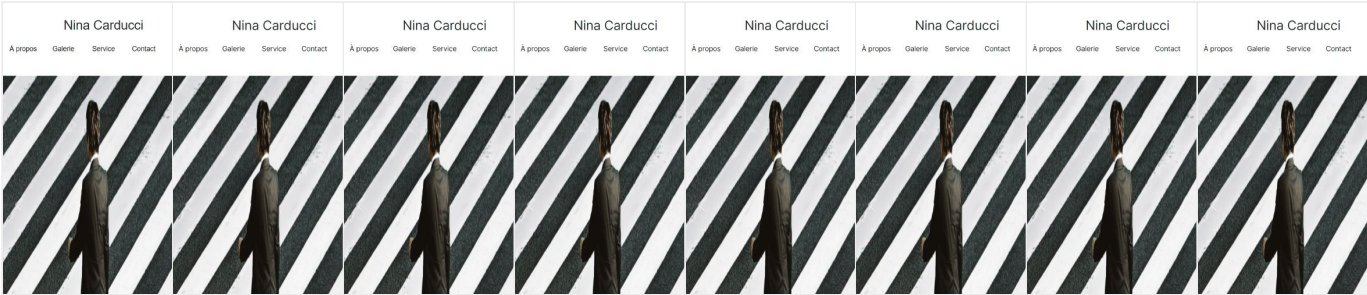 Nina Carducci Nina Carducci Nina Carducci Nina Carducci Nina Carducci Nina Carducci Nina Carducci Nina Carducci
À propos Galerie Service Contact À propos Galerie Service Contact À propos Galerie Service Contact À propos Galerie Service Contact À propos Galerie Service Contact À propos Galerie Service Contact À propos Galerie Service Contact À propos Galerie Service Contact